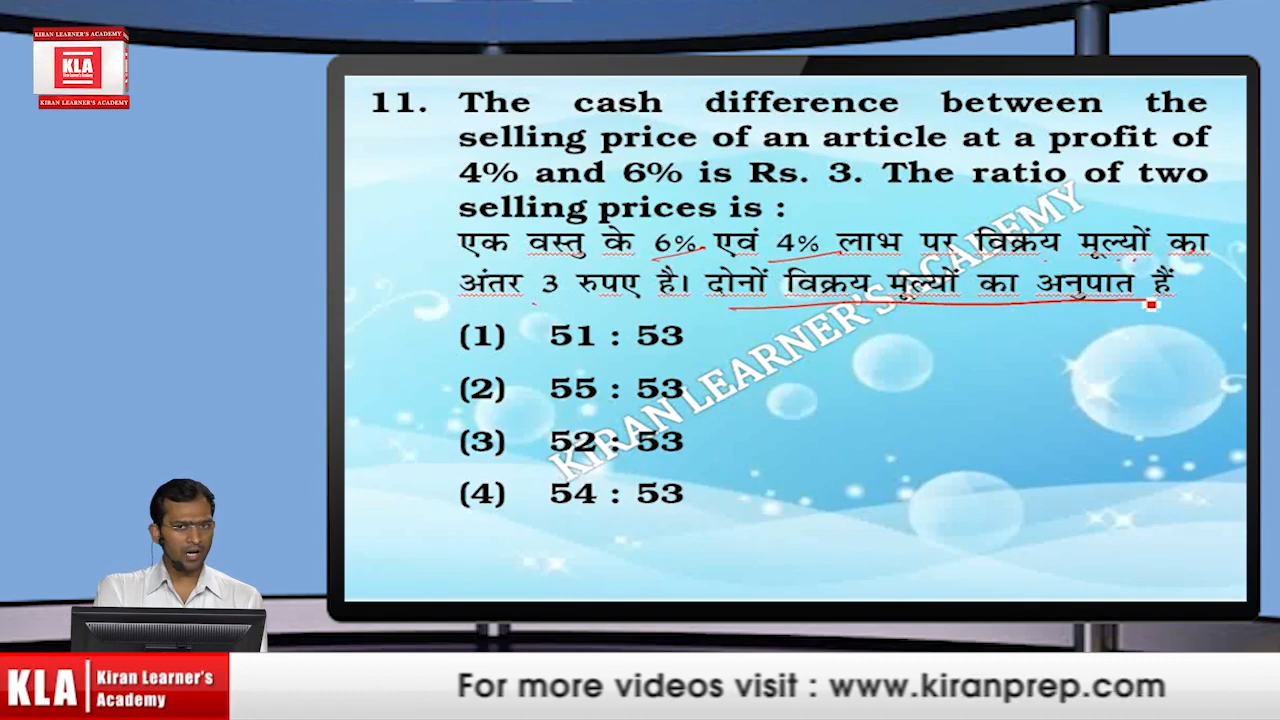 KIRAN LEARNER'S ACADEMY
KLA
Kiran Learner's
Academy
KIRAN LEARNER'S ACADEMY
11. The cash difference between the
selling price of an article at a profit of
4% and 6% is Rs. 3. The ratio of two
selling prices is :
एक वस्तु के 6% एवं 4% लाभ पर विक्रय मूल्यों का
अंतर 3 रुपए है। दोनों विक्रय मूल्यों का अनुपात हैं
(1) 51 : 53
(2) 55 : 53
(3) 52 : 53
(4) 54 : 53
KIRAN LEARNER'S ACADEMY
KLA Kiran Learner's
Academy
For more videos visit : www.kiranprep.com